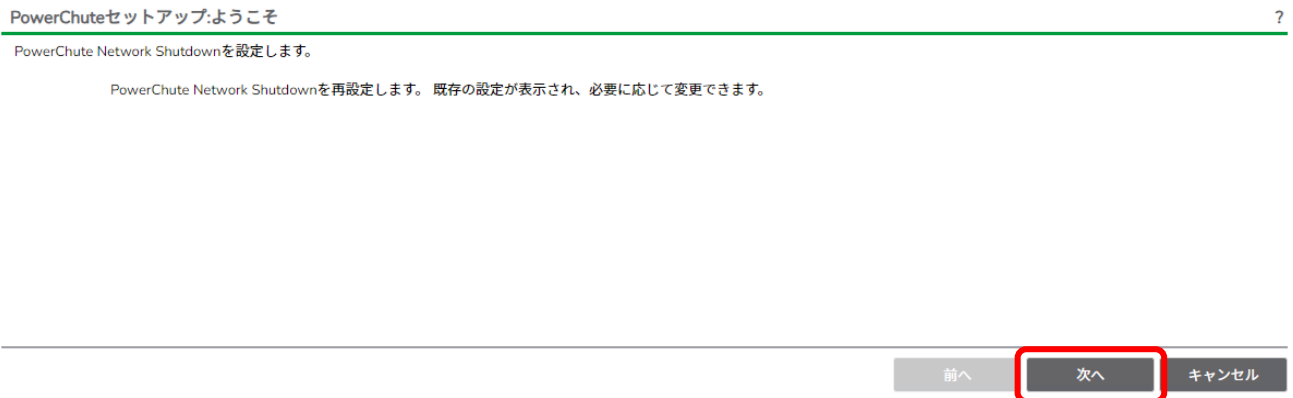 PowerChuteセットアップ:ようこそ ?
PowerChute Network Shutdownを設定します。
PowerChute Network Shutdownを再設定します。 既存の設定が表示され、必要に応じて変更できます。
前へ 次へ キャンセル